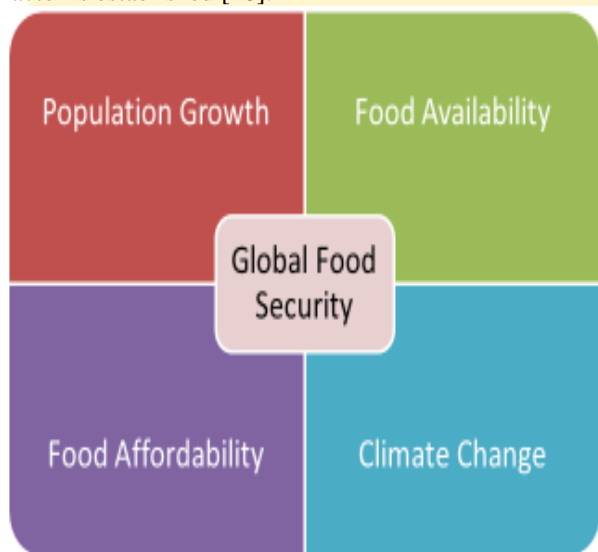 Population Growth
Food Availability
Global Food
Security
Food Affordability
Climate Change